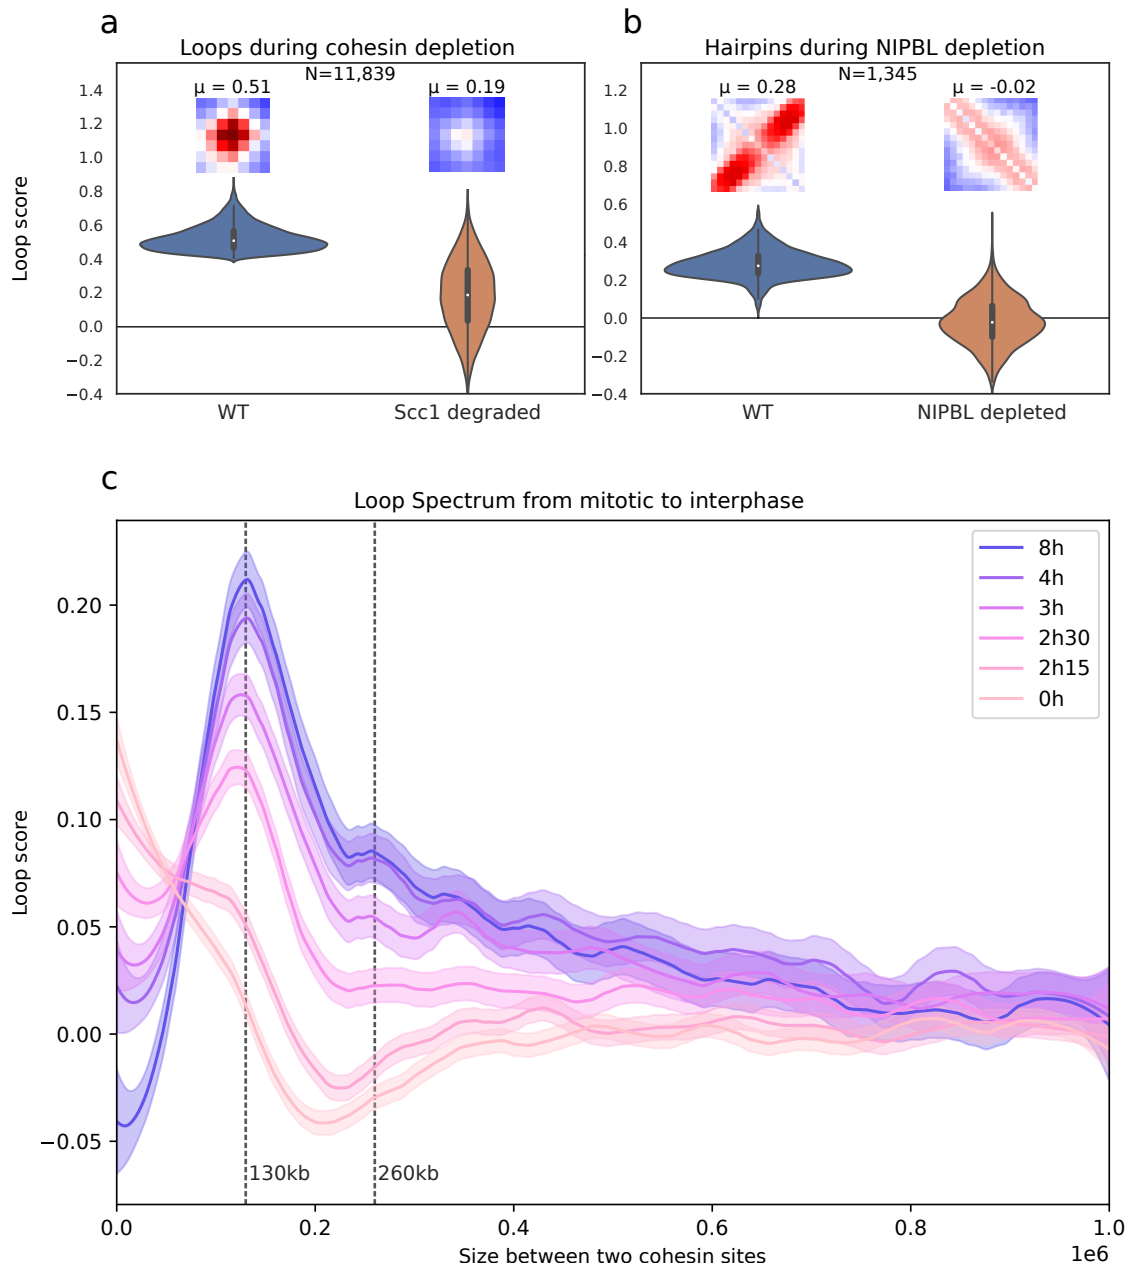 a
Loops during cohesin depletion
N=11,839
μ = 0.51
μ = 0.19
Loop score
1.4
1.2
1.0
0.8
0.6
0.4
0.2
0.0
−0.2
−0.4
WT
Scc1 degraded
b
Hairpins during NIPBL depletion
N=1,345
μ = 0.28
μ = -0.02
1.2
1.0
0.8
0.6
0.4
0.2
0.0
−0.2
−0.4
WT
NIPBL depleted
c
Loop Spectrum from mitotic to interphase
Loop score
0.20
0.15
0.10
0.05
0.00
−0.05
8h
4h
3h
2h30
2h15
0h
130kb
260kb
0.0
0.2
0.4
0.6
0.8
1.0
1e6
Size between two cohesin sites